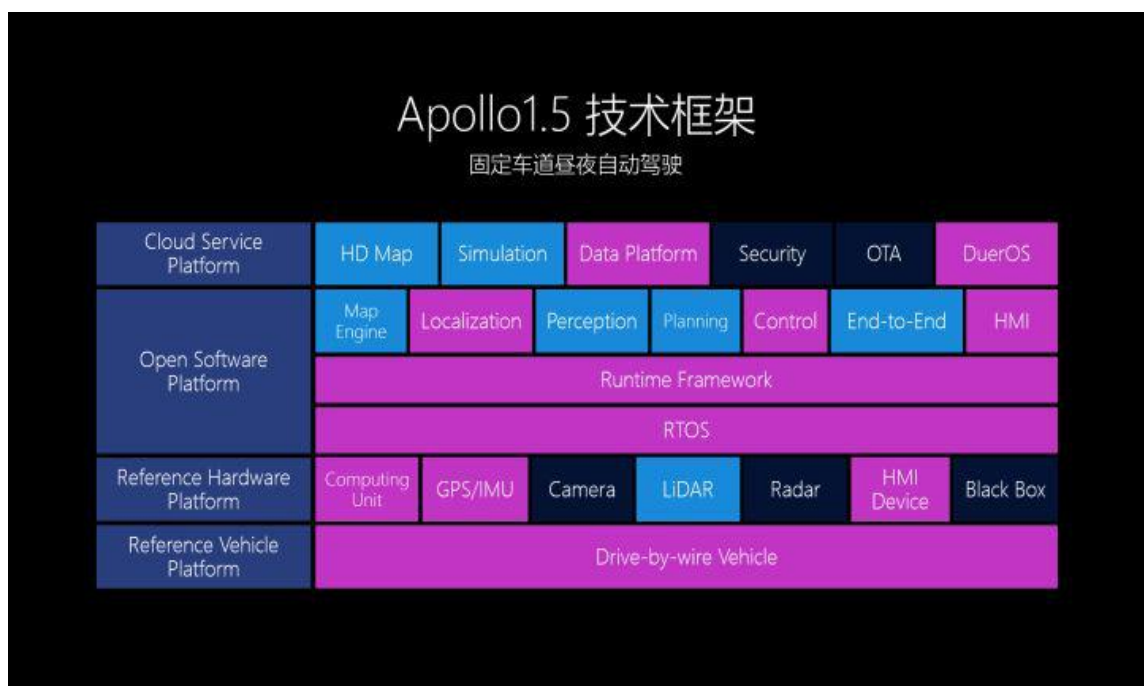 Apollo1.5 技术框架
固定车道昼夜自动驾驶
Cloud Service
Platform
HD Map
Simulation
Data Platform
Security
OTA
DuerOS
Open Software
Platform
Map
Engine
Localization
Perception
Planning
Control
End-to-End
HMI
Runtime Framework
RTOS
Reference Hardware
Platform
Computing
Unit
GPS/IMU
Camera
LiDAR
Radar
HMI
Device
Black Box
Reference Vehicle
Platform
Drive-by-wire Vehicle